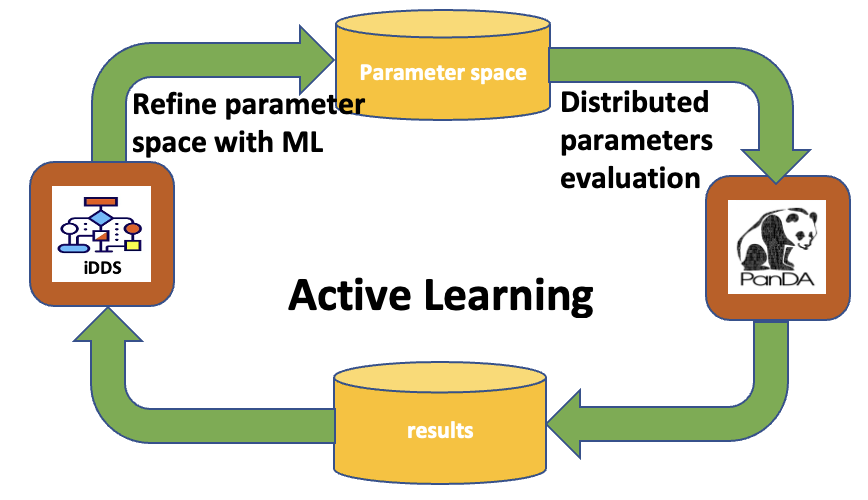 Parameter space
Refine parameter
space with ML
Distributed
parameters
evaluation
iDDS
PanDA
Active Learning
results